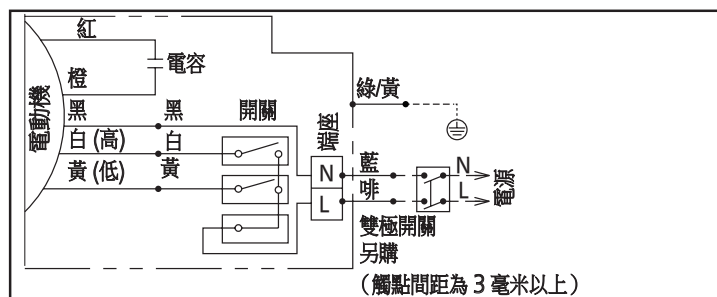 紅
電容
橙
電動機
黑
黑
開關
白 (高)
白
黃 (低)
黃
端座
N
L
綠/黃
藍
啡
N
L
電源
雙極開關
另購
（觸點間距為 3 毫米以上）